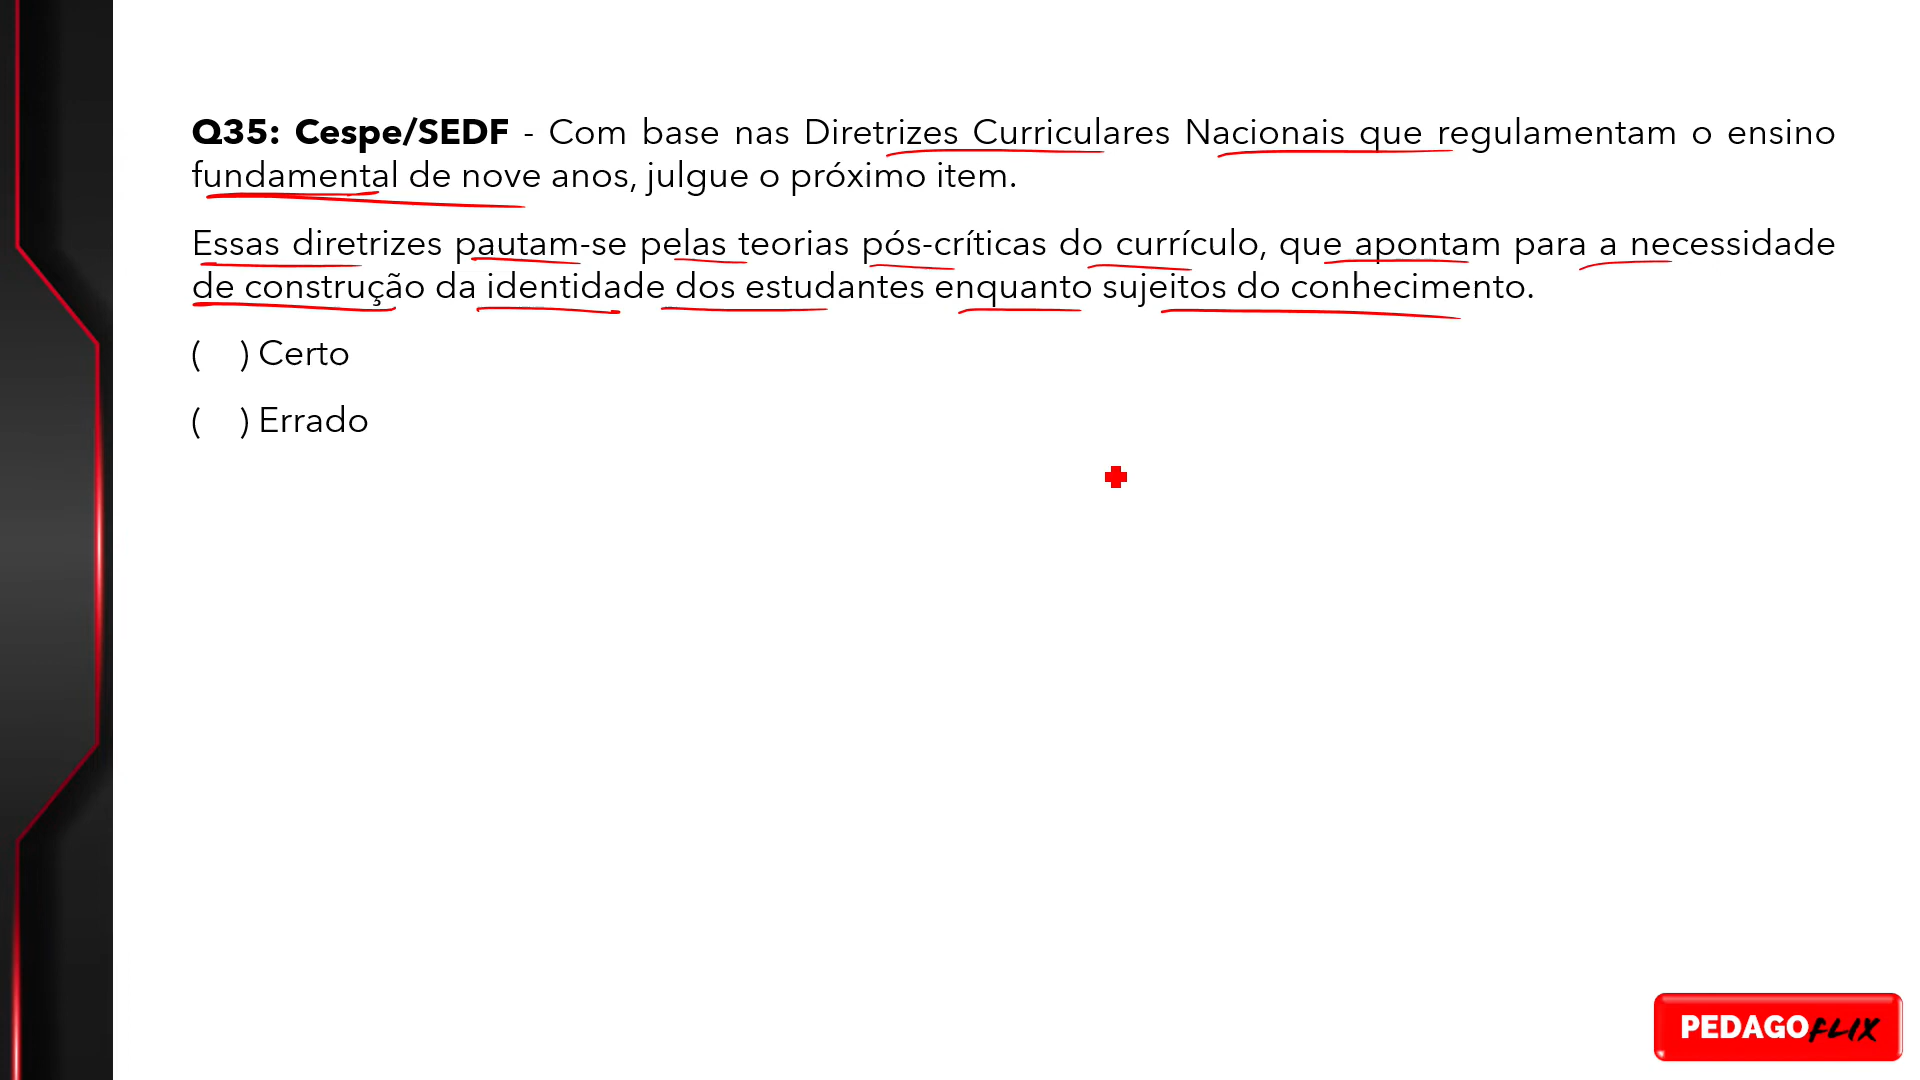 Q35: Cespe/SEDF - Com base nas Diretrizes Curriculares Nacionais que regulamentam o ensino
fundamental de nove anos, julgue o próximo item.
Essas diretrizes pautam-se pelas teorias pós-críticas do currículo, que apontam para a necessidade
de construção da identidade dos estudantes enquanto sujeitos do conhecimento.
( ) Certo
( ) Errado
PEDAGOFLIX